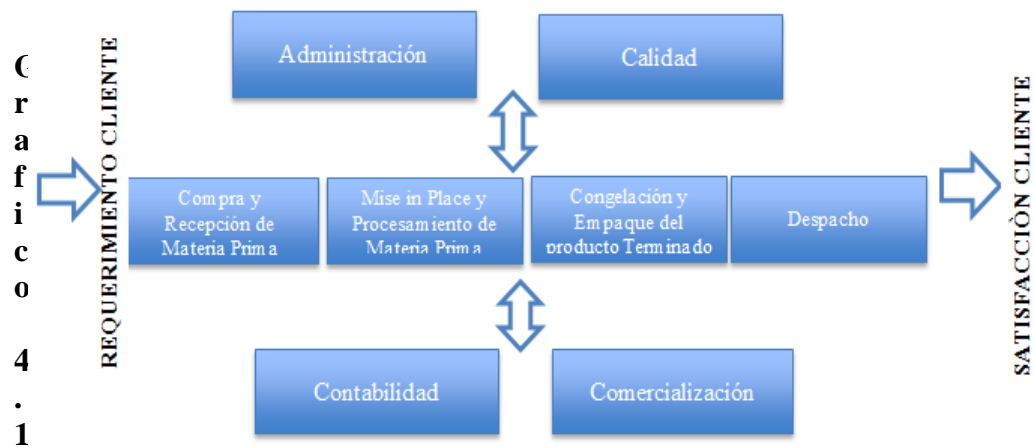 Grafico 4.1
REQUERIMIENTO CLIENTE
Administración
Calidad
Compra y
Recepción de
Materia Prima
Mise in Place y
Procesamiento de
Materia Prima
Congelación y
Empaque del
producto Terminado
Despacho
Contabilidad
Comercialización
SATISFACCIÒN CLIENTE